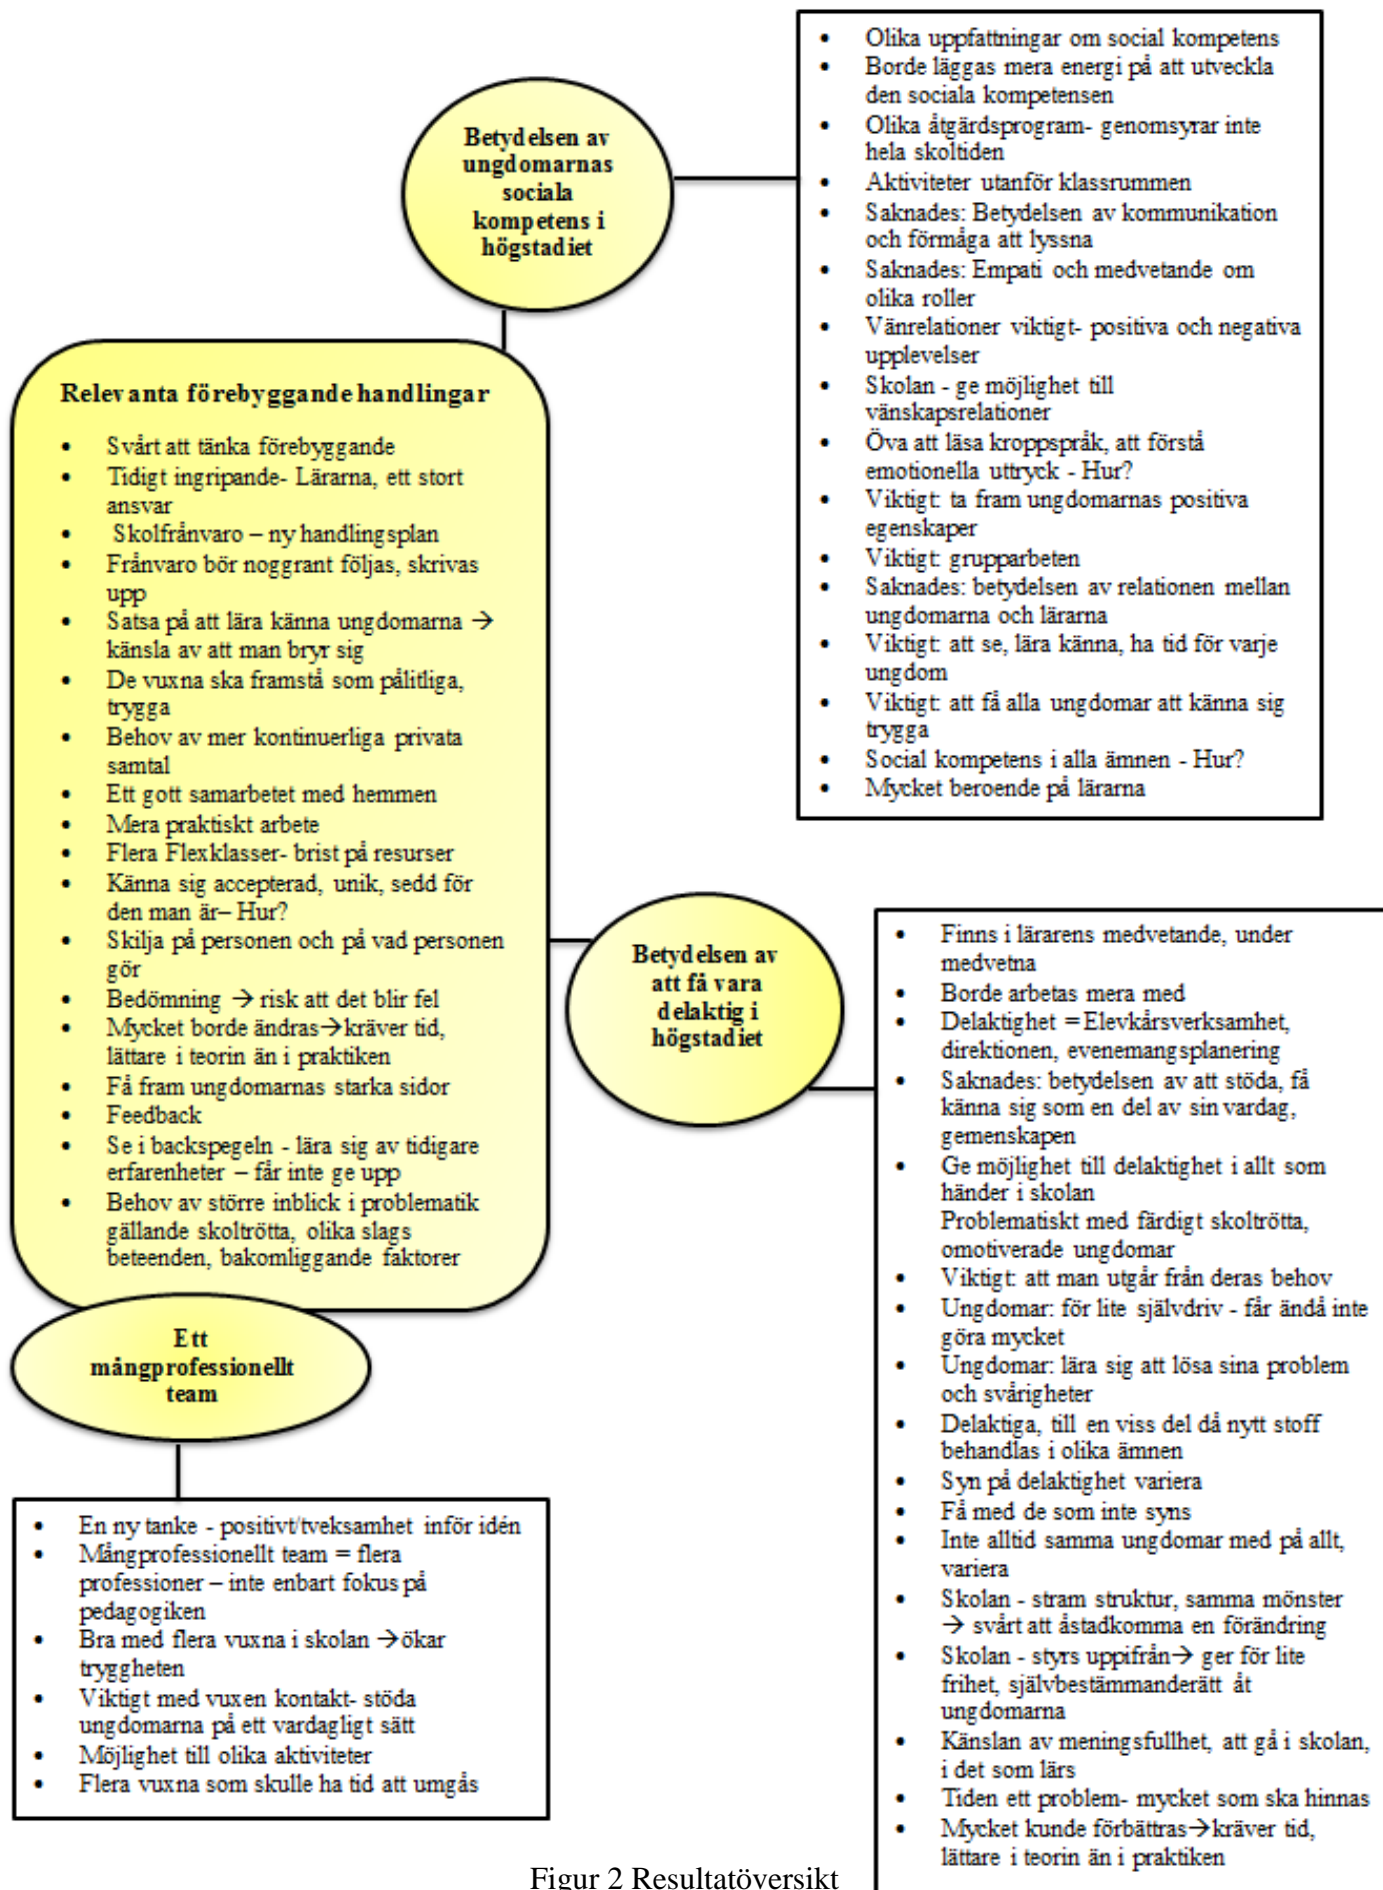 Betydelsen av
ungdomarnas
sociala
kompetens i
högstadiet
• Olika uppfattningar om social kompetens
• Borde läggas mera energi på att utveckla
den sociala kompetensen
• Olika åtgärdsprogram- genomsyrar inte
hela skoltiden
• Aktiviteter utanför klassrummen
• Saknades: Betydelsen av kommunikation
och förmåga att lyssna
• Saknades: Empati och medvetande om
olika roller
• Vänrelationer viktigt- positiva och negativa
upplevelser
• Skolan - ge möjlighet till
vänskapsrelationer
• Öva att läsa kroppspråk, att förstå
emotionella uttryck - Hur?
• Viktigt: ta fram ungdomarnas positiva
egenskaper
• Viktigt: grupparbeten
• Saknades: betydelsen av relationen mellan
ungdomarna och lärarna
• Viktigt: att se, lära känna, ha tid för varje
ungdom
• Viktigt: att få alla ungdomar att känna sig
trygga
• Social kompetens i alla ämnen - Hur?
• Mycket beroende på lärarna
Relevanta förebyggande handlingar
• Svårt att tänka förebyggande
• Tidigt ingripande- Lärarna, ett stort
ansvar
• Skolfrånvaro – ny handlingsplan
• Frånvaro bör noggrant följas, skrivas
upp
• Satsa på att lära känna ungdomarna →
känsla av att man bryr sig
• De vuxna ska framstå som pålitliga,
trygga
• Behov av mer kontinuerliga privata
samtal
• Ett gott samarbetet med hemmen
• Mera praktiskt arbete
• Flera Flexklasser- brist på resurser
• Känna sig accepterad, unik, sedd för
den man är– Hur?
• Skilja på personen och på vad personen
gör
• Bedömning → risk att det blir fel
• Mycket borde ändras→kräver tid,
lättare i teorin än i praktiken
• Få fram ungdomarnas starka sidor
• Feedback
• Se i backspegeln - lära sig av tidigare
erfarenheter – får inte ge upp
• Behov av större inblick i problematik
gällande skoltrötta, olika slags
beteenden, bakomliggande faktorer
Betydelsen av
att få vara
delaktig i
högstadiet
• Finns i lärarens medvetande, under
medvetna
• Borde arbetas mera med
• Delaktighet = Elevkårsverksamhet,
direktionen, evenemangsplanering
• Saknades: betydelsen av att stöda, få
känna sig som en del av sin vardag,
gemenskapen
• Ge möjlighet till delaktighet i allt som
händer i skolan
Problematiskt med färdigt skoltrötta,
omotiverade ungdomar
• Viktigt: att man utgår från deras behov
• Ungdomar: för lite självdriv - får ändå inte
göra mycket
• Ungdomar: lära sig att lösa sina problem
och svårigheter
• Delaktiga, till en viss del då nytt stoff
behandlas i olika ämnen
• Syn på delaktighet variera
• Få med de som inte syns
• Inte alltid samma ungdomar med på allt,
variera
• Skolan - stram struktur, samma mönster
→ svårt att åstadkomma en förändring
• Skolan - styrs uppifrån→ ger för lite
frihet, självbestämmanderätt åt
ungdomarna
• Känslan av meningsfullhet, att gå i skolan,
i det som lärs
• Tiden ett problem- mycket som ska hinnas
• Mycket kunde förbättras→kräver tid,
lättare i teorin än i praktiken
Ett
mångprofessionellt
team
• En ny tanke - positivt/tveksamhet inför idén
• Mångprofessionellt team = flera
professioner – inte enbart fokus på
pedagogiken
• Bra med flera vuxna i skolan →ökar
tryggheten
• Viktigt med vuxen kontakt- stöda
ungdomarna på ett vardagligt sätt
• Möjlighet till olika aktiviteter
• Flera vuxna som skulle ha tid att umgås
Figur 2 Resultatöversikt